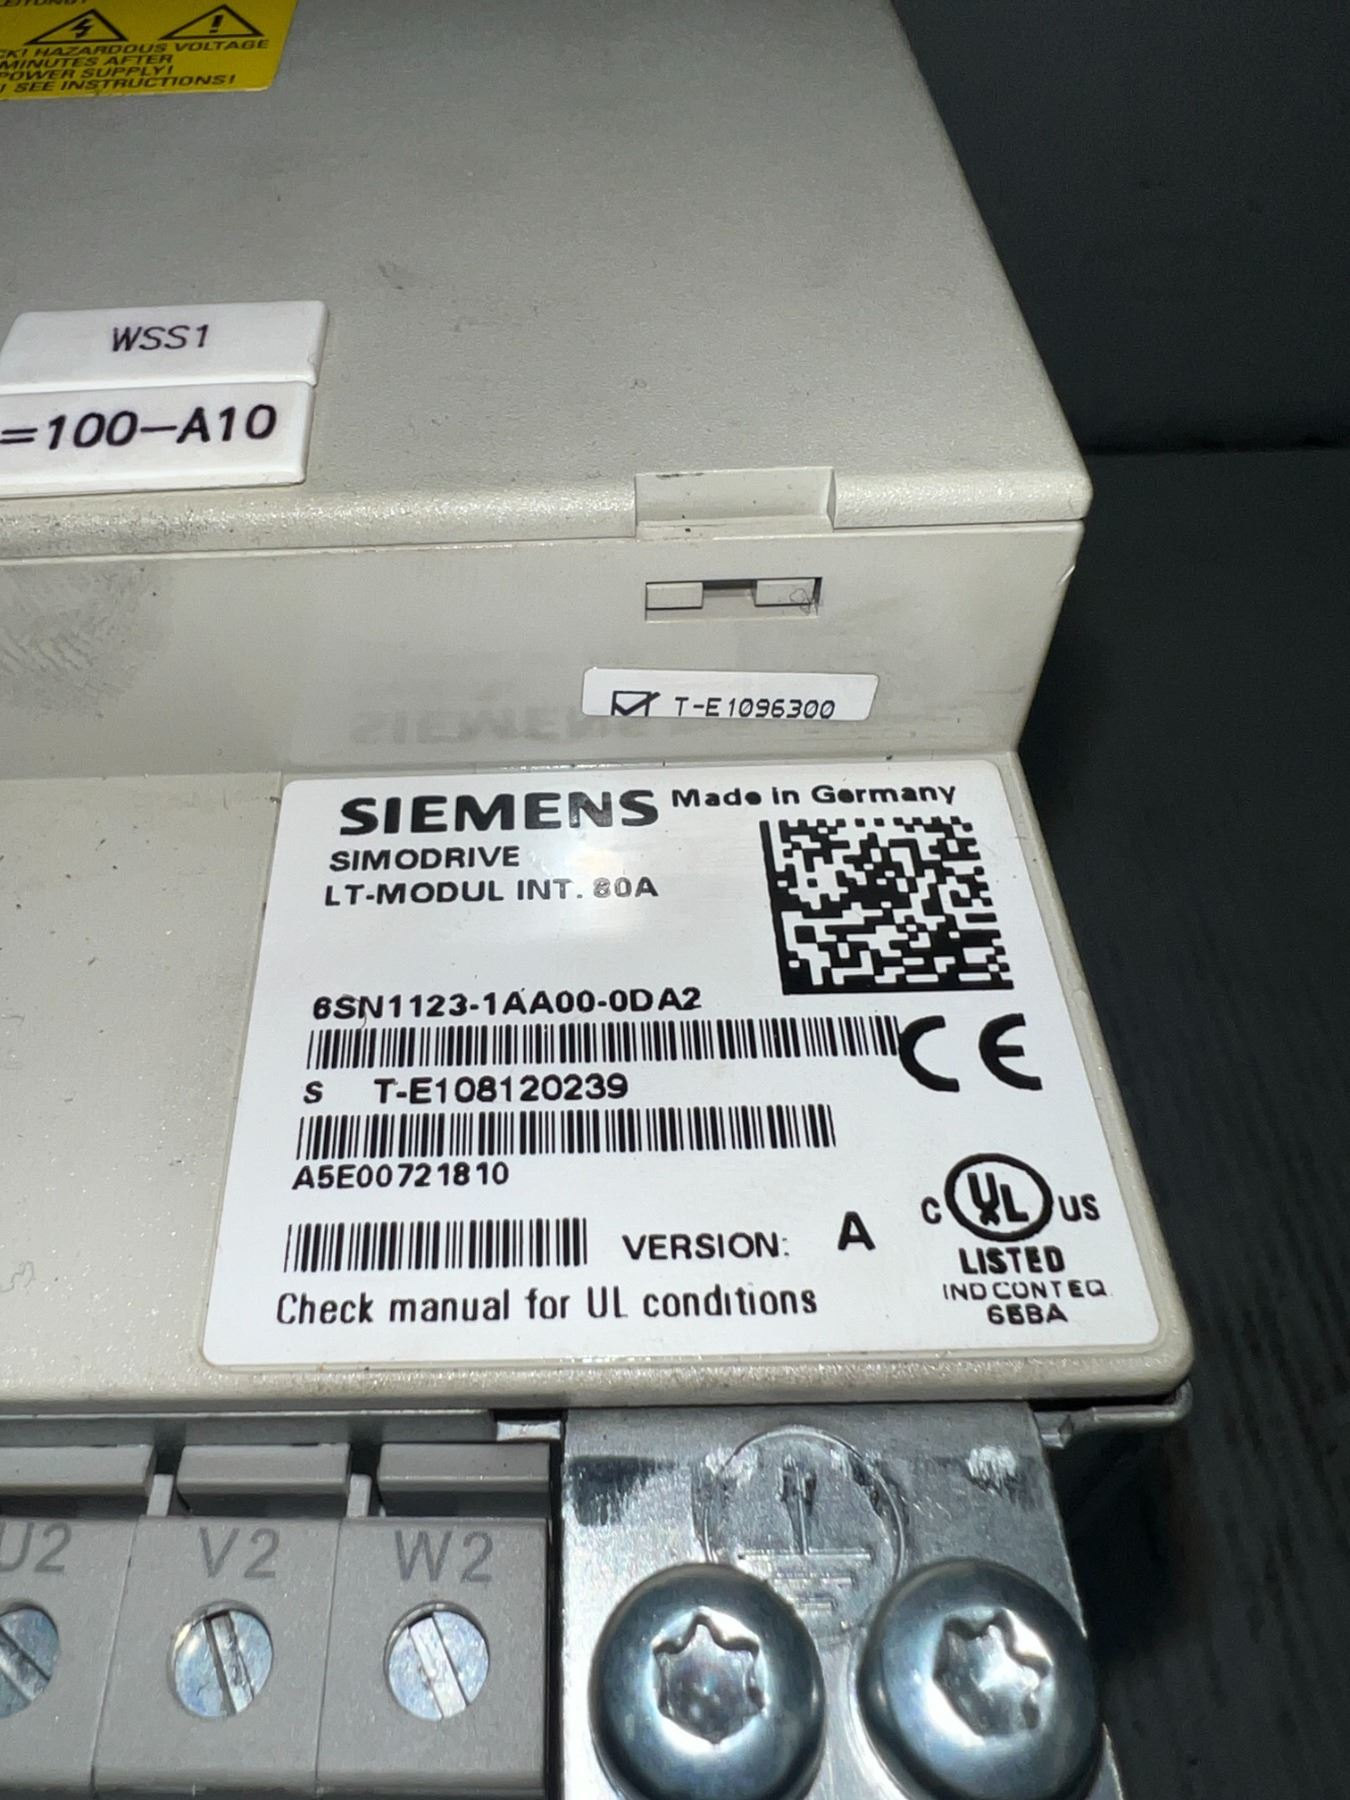 LEITUNG!
CK! HAZARDOUS VOLTAGE
MINUTES AFTER
POWER SUPPLY!
! SEE INSTRUCTIONS!
WSS1
=100-A10
T-E1096300
SIEMENS Made in Germany
SIMODRIVE
LT-MODUL INT. 80A
6SN1123-1AA00-0DA2
CE
S T-E108120239
A5E00721810
C UL US
VERSION: A
LISTED
IND CONT EQ
Check manual for UL conditions
U2 V2 W2